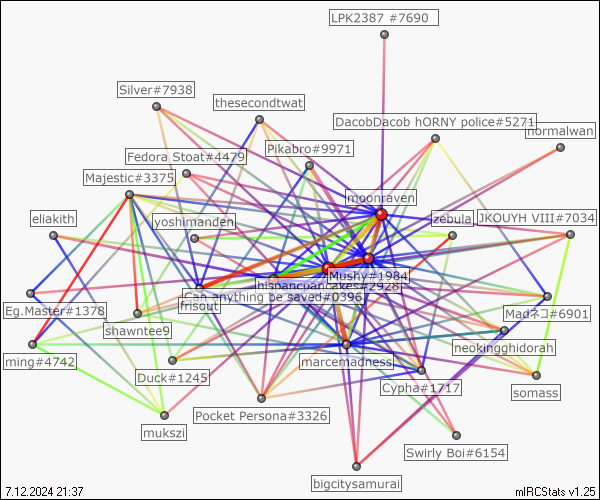 LPK2387 #7690
Silver#7938
thesecondtwat
DacobDacob hORNY police#5271
normalwan
Pikabro#9971
Fedora Stoat#4479
Majestic#3375
moonraven
eliakith
yoshimanden
zebula
JKOUYH VIII#7034
Mushy#1984
hispancpancakes#2928
Can anything be saved#0396
frisout
Eg.Master#1378
Madネコ#6901
shawntee9
neokingghidorah
ming#4742
marcemadness
Duck#1245
Cypha#1717
somass
Pocket Persona#3326
mukszi
Swirly Boi#6154
bigcitysamurai
7.12.2024 21:37
mIRCStats v1.25